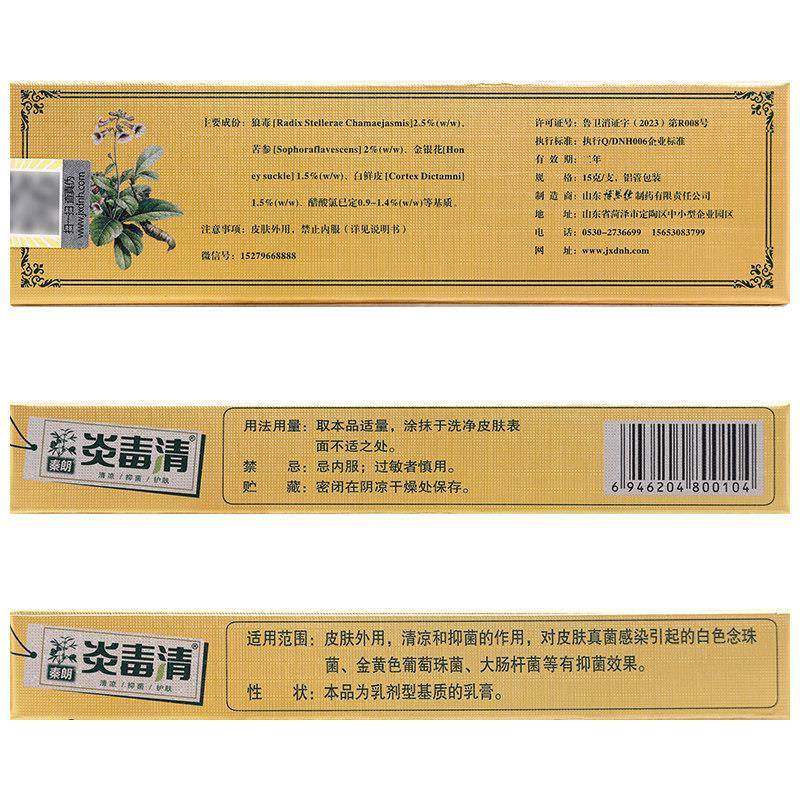 主要成份：狼毒[Radix Stellerae Chamaejasmis]2.5%(w/w)、
苦参[Sophoraflavescens] 2%(w/w)、金银花[Hon
ey suckle] 1.5%(w/w)、白鲜皮 [Cortex Dictamni]
1.5%(w/w)、醋酸氯已定0.9~1.4%(w/w)等基质。
注意事项：皮肤外用，禁止内服（详见说明书）
微信号：15279668888
扫一扫 查真伪
www.jxdnh.com
许可证号：鲁卫消证字（2023）第R008号
执行标准：执行Q/DNH006企业标准
有 效 期：二年
规 格：15克/支，铝管包装
制 造 商：山东 制药有限责任公司
地 址：山东省菏泽市定陶区中小型企业园区
电 话：0530-2736699 15653083799
网 址：www.jxdnh.com
秦朗
炎毒清®
清凉 / 抑菌 / 护肤
用法用量：取本品适量，涂抹于洗净皮肤表
面不适之处。
禁 忌：忌内服；过敏者慎用。
贮 藏：密闭在阴凉干燥处保存。
6 946204 800104
秦朗
炎毒清®
清凉 / 抑菌 / 护肤
适用范围：皮肤外用，清凉和抑菌的作用，对皮肤真菌感染引起的白色念珠
菌、金黄色葡萄珠菌、大肠杆菌等有抑菌效果。
性 状：本品为乳剂型基质的乳膏。